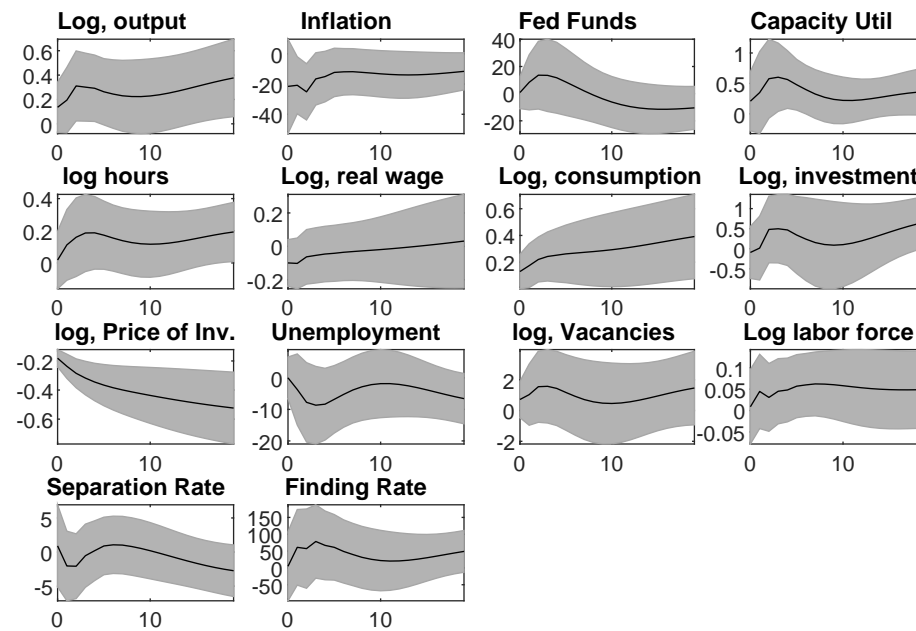 Log, output Inflation Fed Funds Capacity Util
0.6 0.4 0.2 0 0 10
0 -20 -40 0 10
40 20 0 -20 0 10
1 0.5 0 0 10
log hours Log, real wage Log, consumption Log, investment
0.4 0.2 0 0 10
0.2 0 -0.2 0 10
0.6 0.4 0.2 0 10
1 0.5 0 -0.5 0 10
log, Price of Inv. Unemployment log, Vacancies Log labor force
-0.2 -0.4 -0.6 0 10
0 -10 -20 0 10
2 0 -2 0 10
0.1 0.05 0 -0.05 0 10
Separation Rate Finding Rate
5 0 -5 0 10
150 100 50 0 -50 0 10